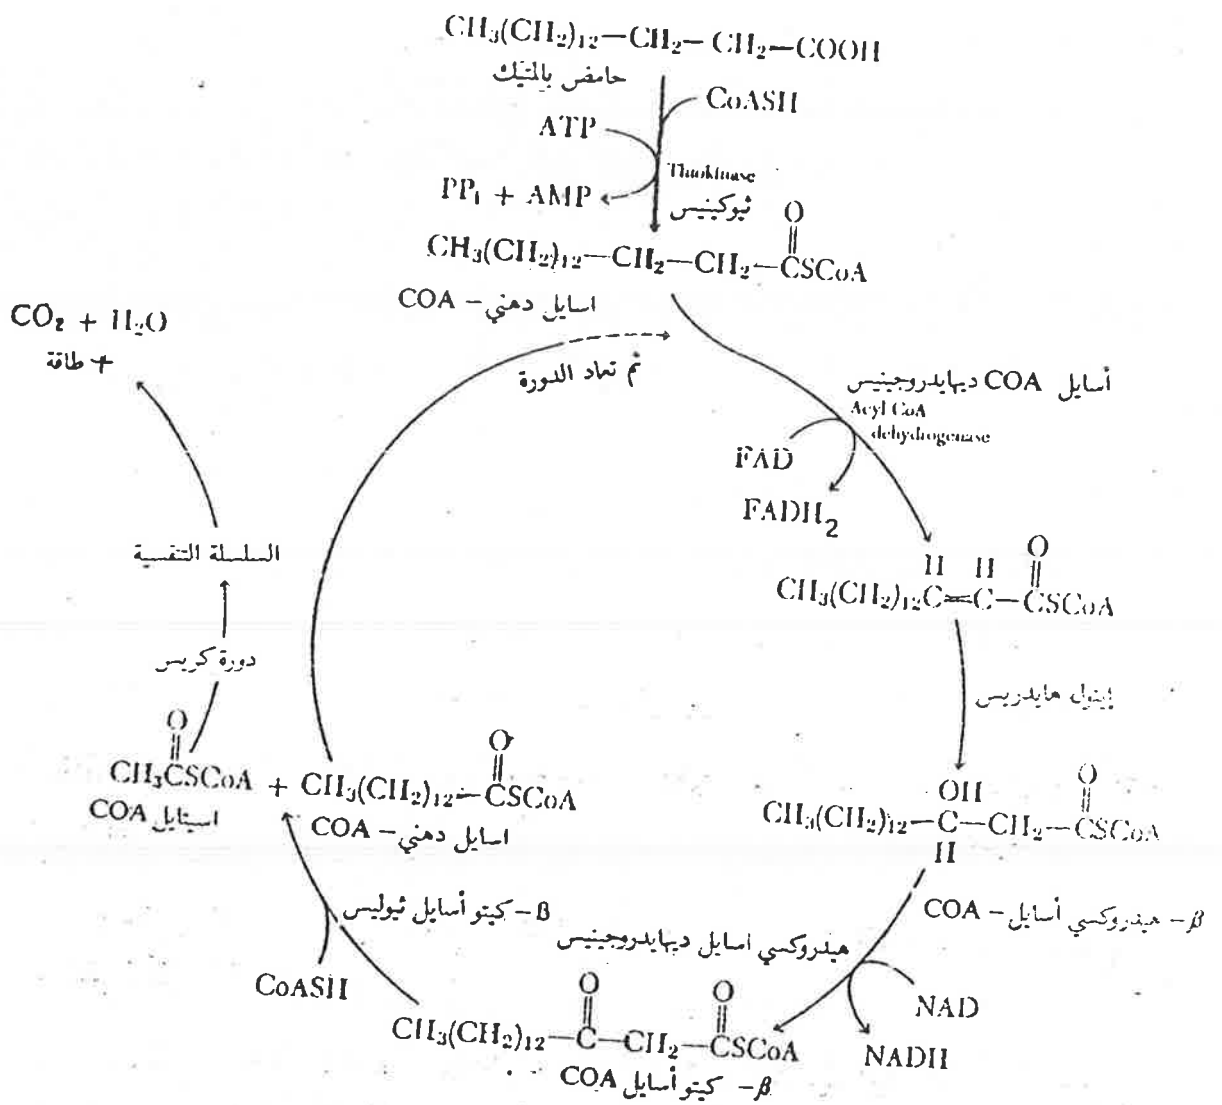 CH₃(CH₂)₁₂—CH₂—CH₂—COOH
حامض بالمتيك
CoASH
ATP
Thiokinase
PPᵢ + AMP
ثيوكينيس
O
CH₃(CH₂)₁₂—CH₂—CH₂—CSCoA
اسايل دهني - COA
CO₂ + H₂O
+ طاقة
ثم تعاد الدورة
أسايل COA ديهايدروجينيس
Acyl CoA
dehydrogenase
FAD
FADH₂
السلسلة التنفسية
H H O
CH₃(CH₂)₁₂C=C—CSCoA
دورة كربس
إينول هايدريس
O
CH₃CSCoA + CH₃(CH₂)₁₂—CSCoA
O
اسيتايل COA
اسايل دهني - COA
OH O
CH₃(CH₂)₁₂—C—CH₂—CSCoA
H
β- هيدروكسي أسايل - COA
β- كيتو أسايل ثيوليس
هيدروكسي اسايل ديهايدروجينيس
CoASH
NAD
NADH
O O
CH₃(CH₂)₁₂—C—CH₂—CSCoA
β- كيتو أسايل COA